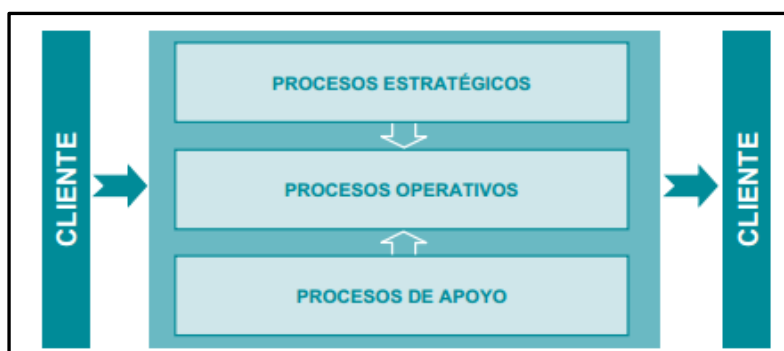 CLIENTE
PROCESOS ESTRATÉGICOS
PROCESOS OPERATIVOS
PROCESOS DE APOYO
CLIENTE